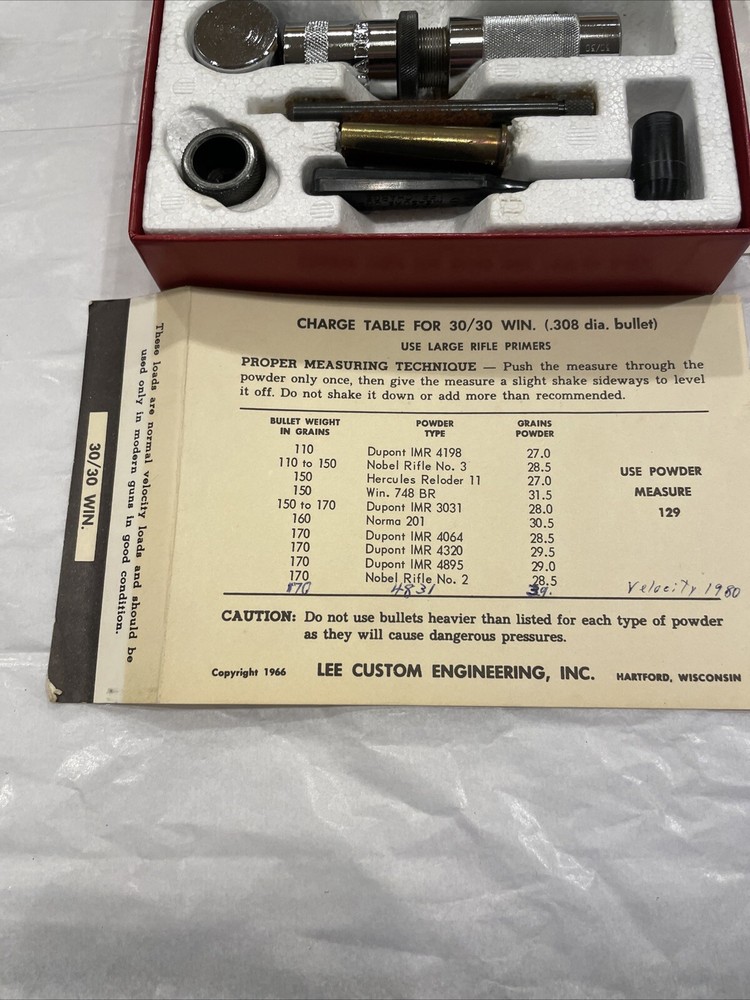 30/30
CHARGE TABLE FOR 30/30 WIN. (.308 dia. bullet)
USE LARGE RIFLE PRIMERS
PROPER MEASURING TECHNIQUE — Push the measure through the
powder only once, then give the measure a slight shake sideways to level
it off. Do not shake it down or add more than recommended.
BULLET WEIGHT IN GRAINS POWDER TYPE GRAINS POWDER
110 Dupont IMR 4198 27.0
110 to 150 Nobel Rifle No. 3 28.5
150 Hercules Reloder 11 27.0
150 Win. 748 BR 31.5
150 to 170 Dupont IMR 3031 28.0
160 Norma 201 30.5
170 Dupont IMR 4064 28.5
170 Dupont IMR 4320 29.5
170 Dupont IMR 4895 29.0
170 Nobel Rifle No. 2 28.5
170 4831 39. Velocity 1980
USE POWDER
MEASURE
129
CAUTION: Do not use bullets heavier than listed for each type of powder
as they will cause dangerous pressures.
Copyright 1966 LEE CUSTOM ENGINEERING, INC. HARTFORD, WISCONSIN
These loads are normal velocity loads and should be
used only in modern guns in good condition.
30/30 WIN.